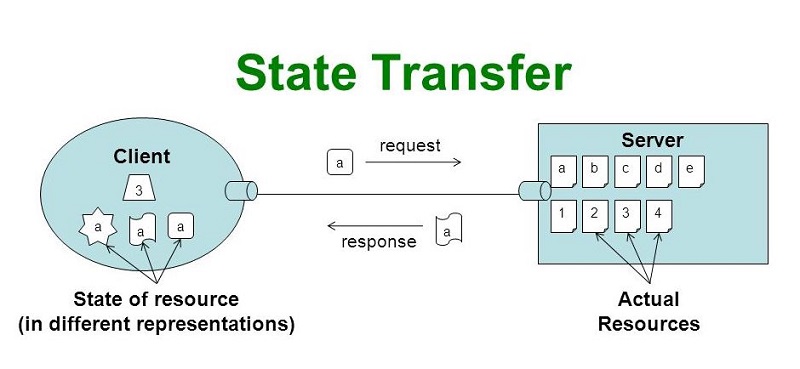 State Transfer
Client
3
a a a
request
a
response
a
Server
a b c d e
1 2 3 4
State of resource
(in different representations)
Actual
Resources